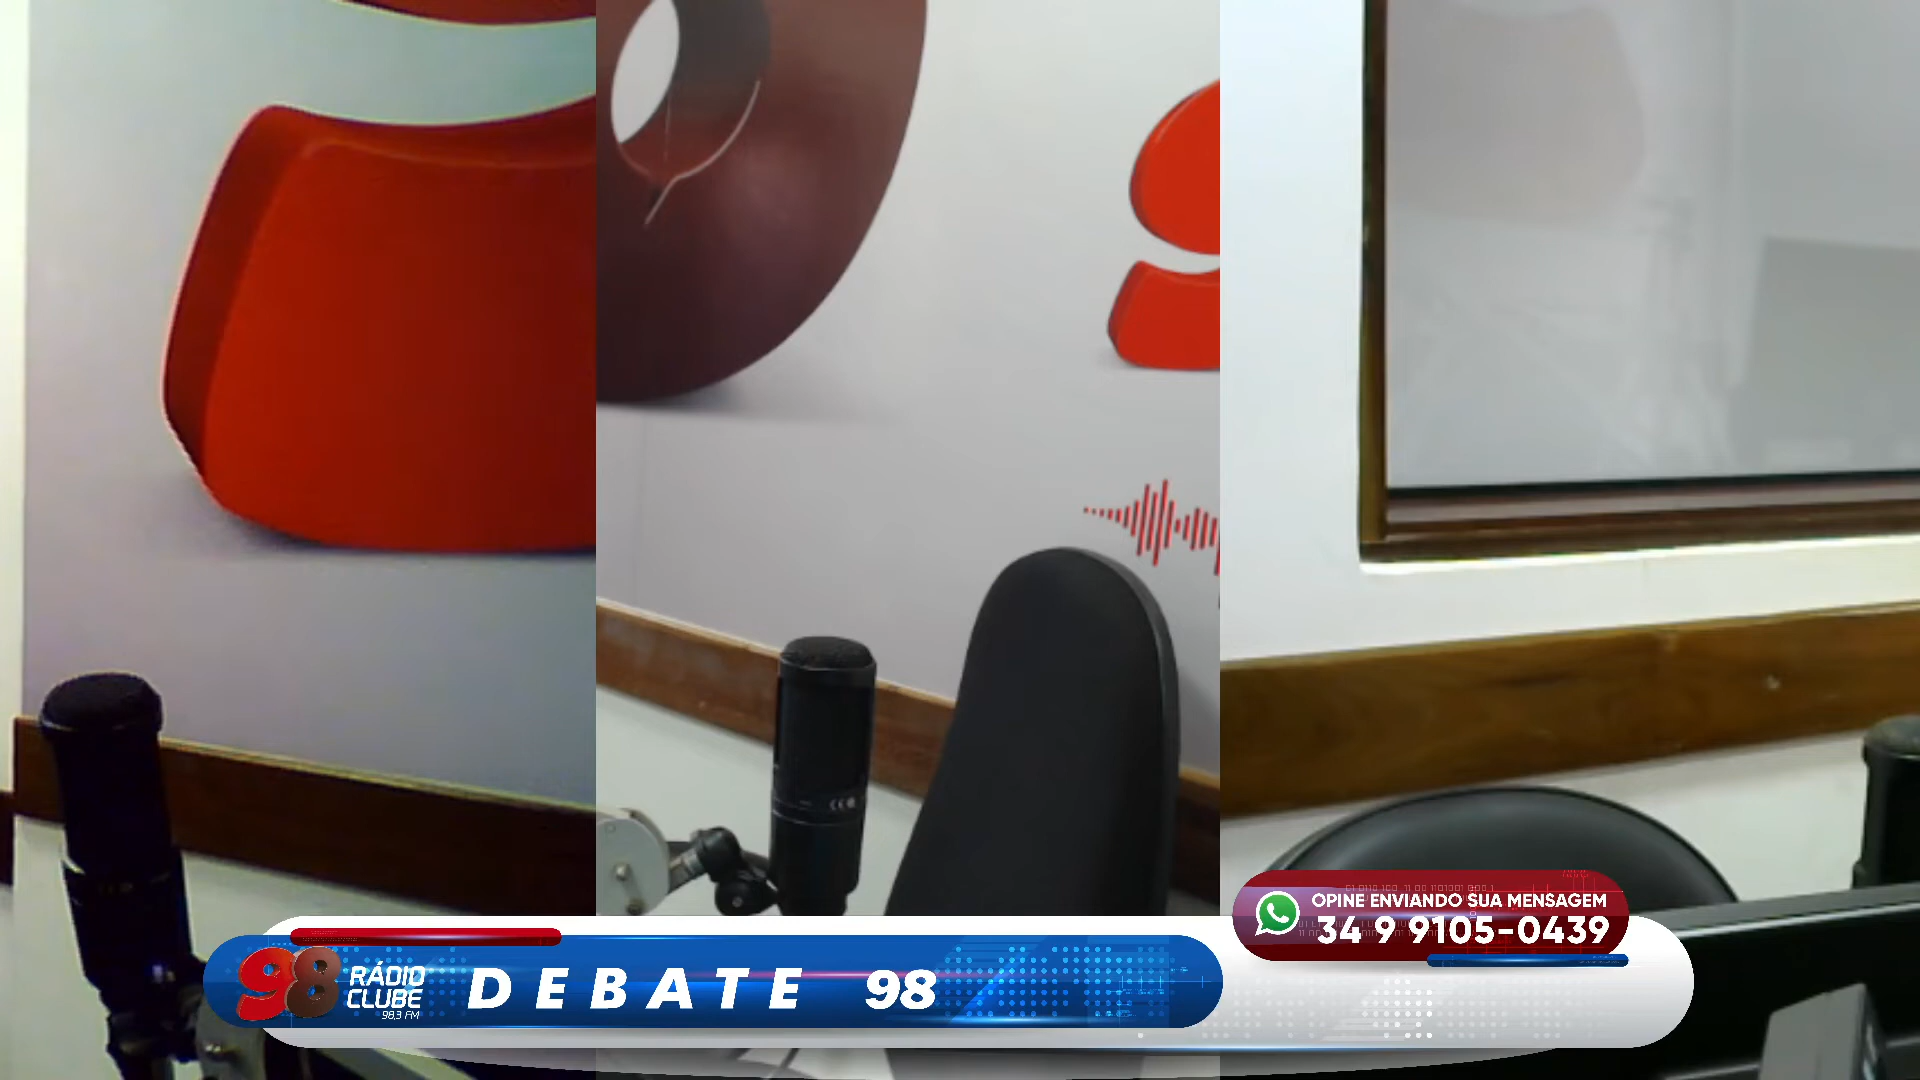 OPINE ENVIANDO SUA MENSAGEM
34 9 9105-0439
98 RÁDIO
CLUBE
98,3 FM
DEBATE 98